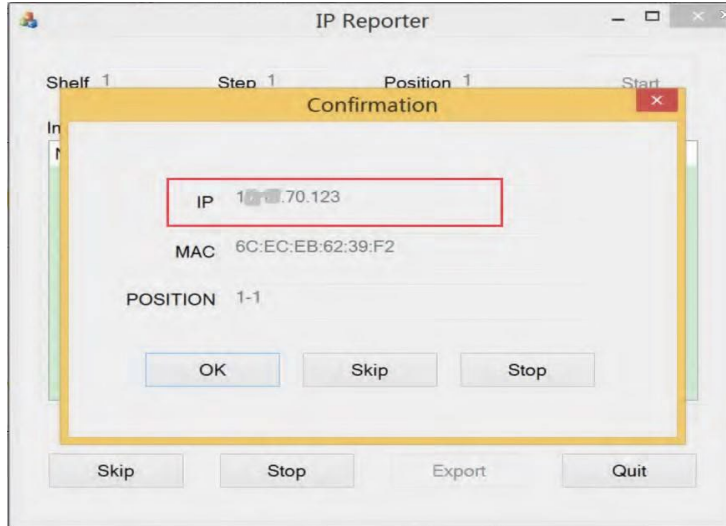 IP Reporter
Shelf 1 Step 1 Position 1 Start
Confirmation
In
IP .70.123
MAC 6C:EC:EB:62:39:F2
POSITION 1-1
OK Skip Stop
Skip Stop Export Quit